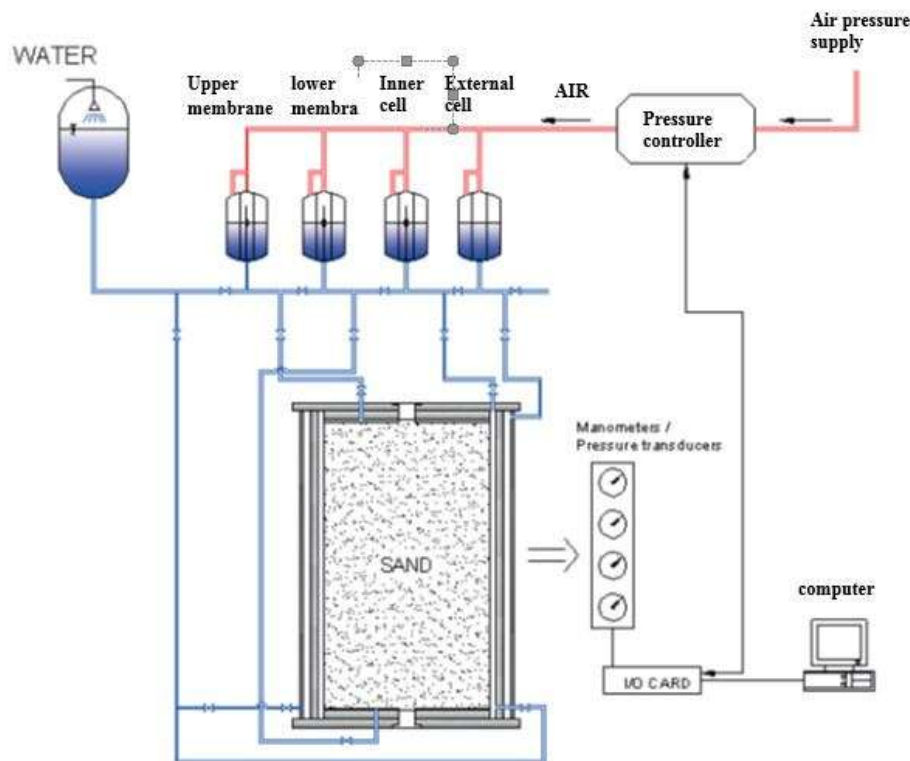 Air pressure
supply
WATER
Upper
membrane
lower
membra
Inner
cell
External
cell
AIR
Pressure
controller
Manometers /
Pressure transducers
SAND
computer
I/O CARD